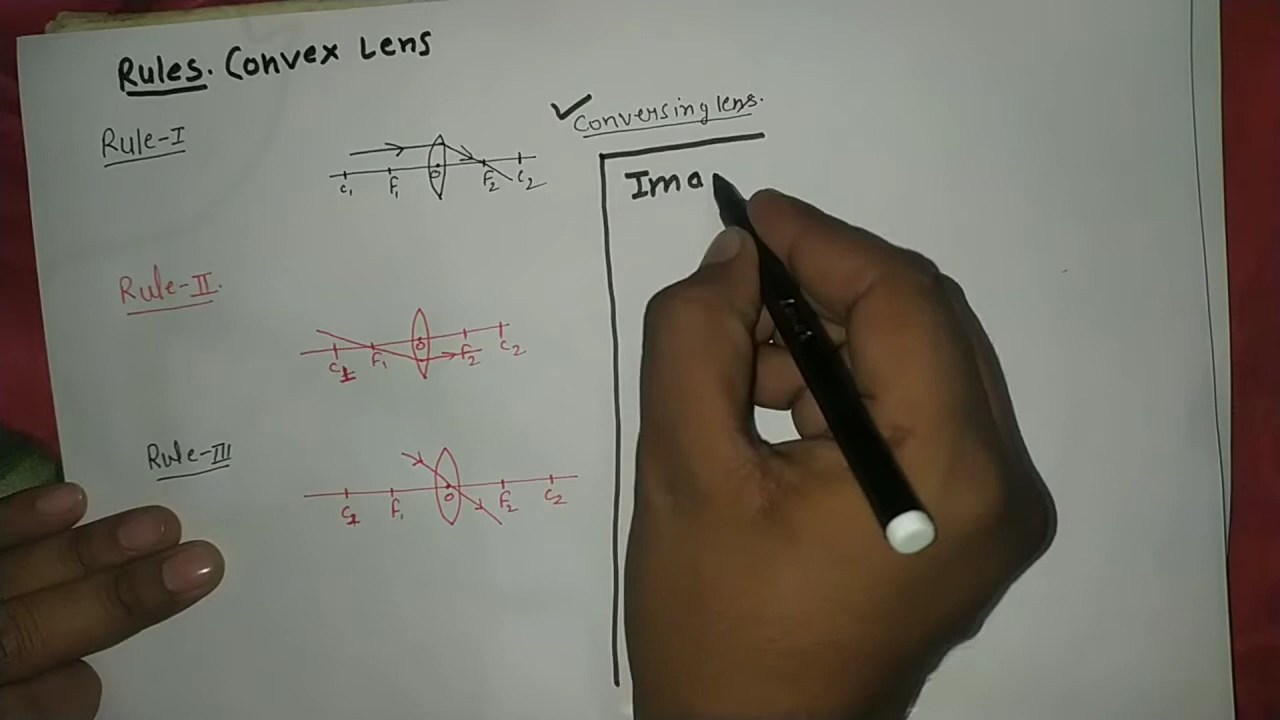 Rules. Convex Lens
Rule-I
C₁ F₁ O F₂ C₂
Rule-II.
C₁ F₁ O F₂ C₂
Rule-III
C₁ F₁ O F₂ C₂
✓ Conversing lens.
Ima